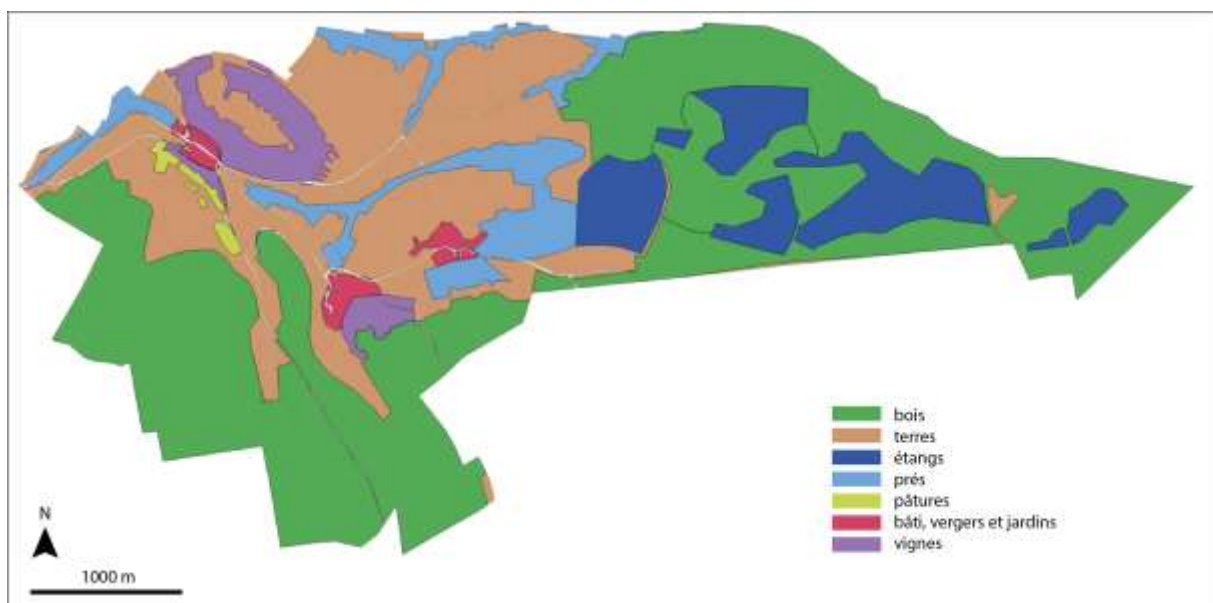 bois
terres
étangs
prés
pâtures
bâti, vergers et jardins
vignes
N
1000 m